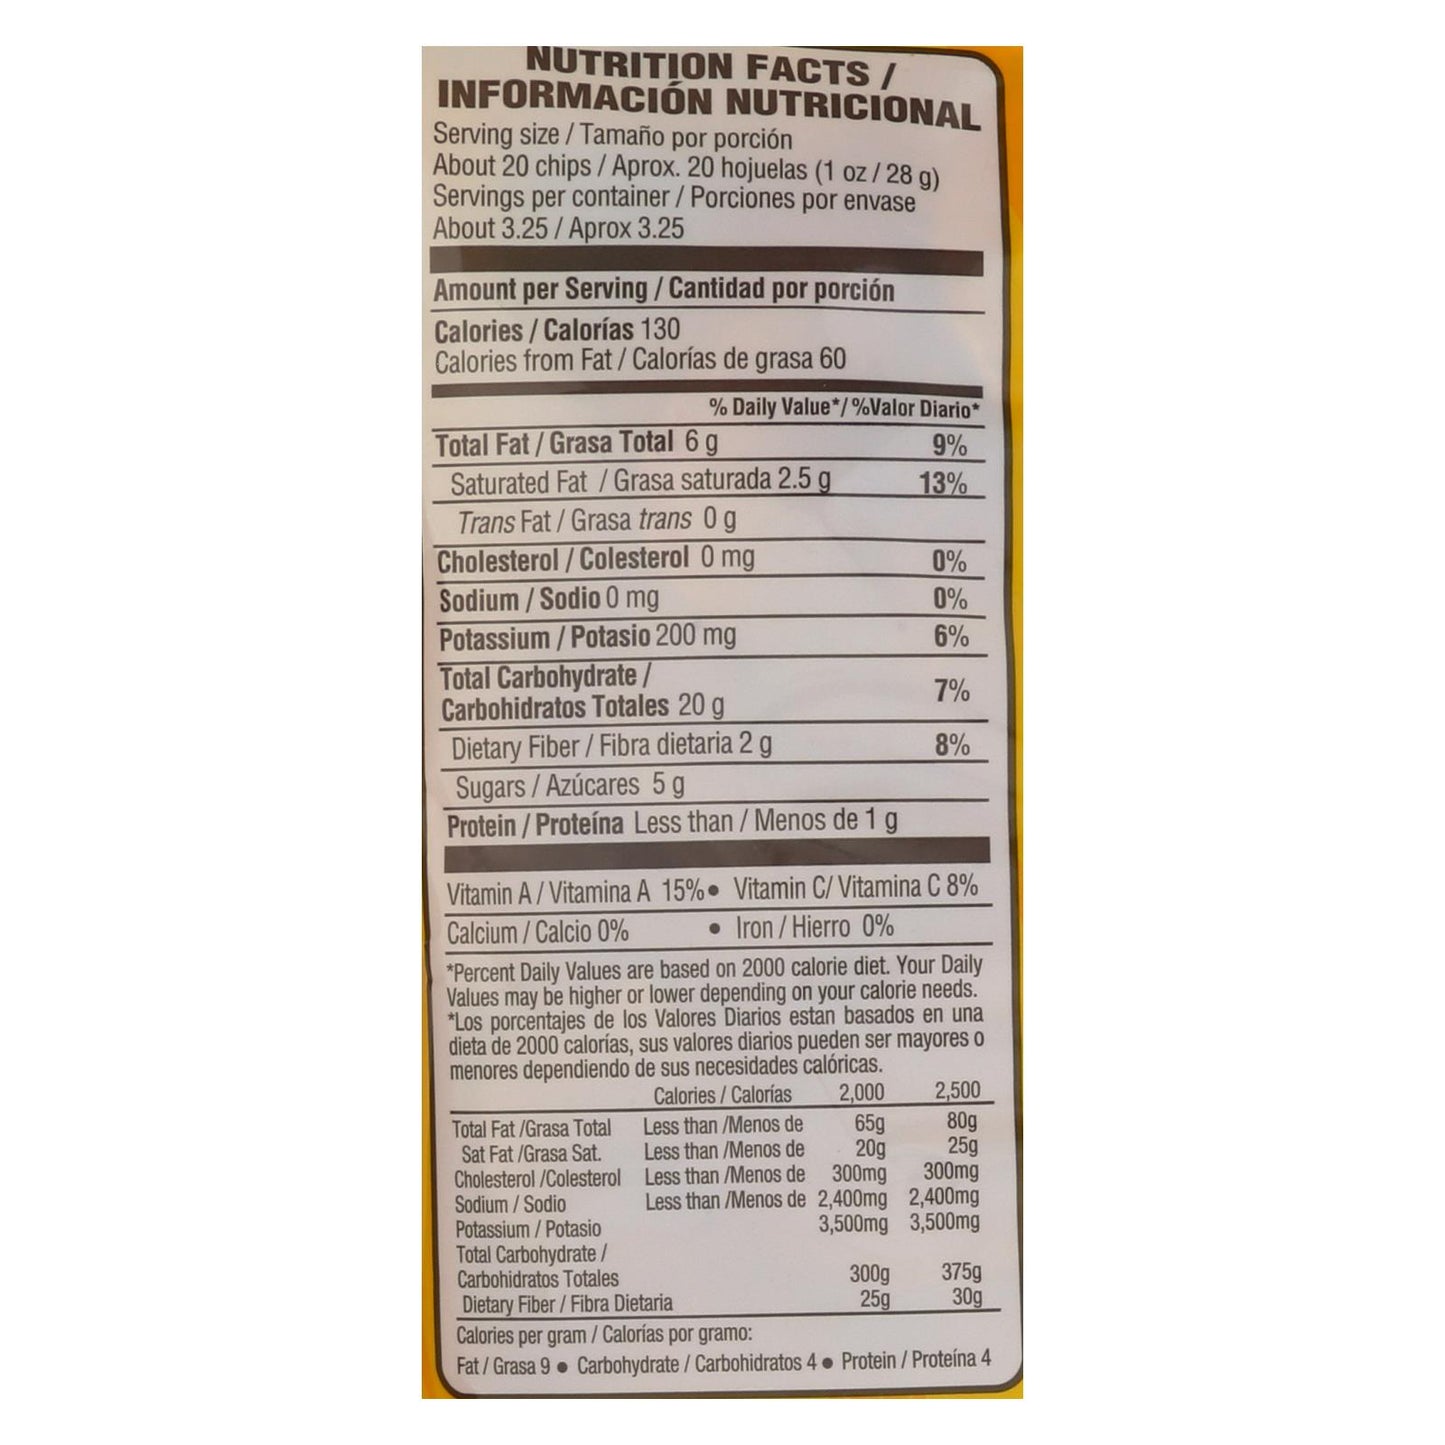 NUTRITION FACTS /
INFORMACIÓN NUTRICIONAL
Serving size / Tamaño por porción
About 20 chips / Aprox. 20 hojuelas (1 oz / 28 g)
Servings per container / Porciones por envase
About 3.25 / Aprox 3.25
Amount per Serving / Cantidad por porción
Calories / Calorías 130
Calories from Fat / Calorías de grasa 60
% Daily Value*/ %Valor Diario*
Total Fat / Grasa Total 6 g 9%
Saturated Fat / Grasa saturada 2.5 g 13%
Trans Fat / Grasa trans 0 g
Cholesterol / Colesterol 0 mg 0%
Sodium / Sodio 0 mg 0%
Potassium / Potasio 200 mg 6%
Total Carbohydrate /
Carbohidratos Totales 20 g 7%
Dietary Fiber / Fibra dietaria 2 g 8%
Sugars / Azúcares 5 g
Protein / Proteína Less than / Menos de 1 g
Vitamin A / Vitamina A 15% • Vitamin C/ Vitamina C 8%
Calcium / Calcio 0% • Iron / Hierro 0%
*Percent Daily Values are based on 2000 calorie diet. Your Daily
Values may be higher or lower depending on your calorie needs.
*Los porcentajes de los Valores Diarios estan basados en una
dieta de 2000 calorías, sus valores diarios pueden ser mayores o
menores dependiendo de sus necesidades calóricas.
Calories / Calorías 2,000 2,500
Total Fat /Grasa Total Less than /Menos de 65g 80g
Sat Fat /Grasa Sat. Less than /Menos de 20g 25g
Cholesterol /Colesterol Less than /Menos de 300mg 300mg
Sodium / Sodio Less than /Menos de 2,400mg 2,400mg
Potassium / Potasio 3,500mg 3,500mg
Total Carbohydrate /
Carbohidratos Totales 300g 375g
Dietary Fiber / Fibra Dietaria 25g 30g
Calories per gram / Calorías por gramo:
Fat / Grasa 9 • Carbohydrate / Carbohidratos 4 • Protein / Proteína 4